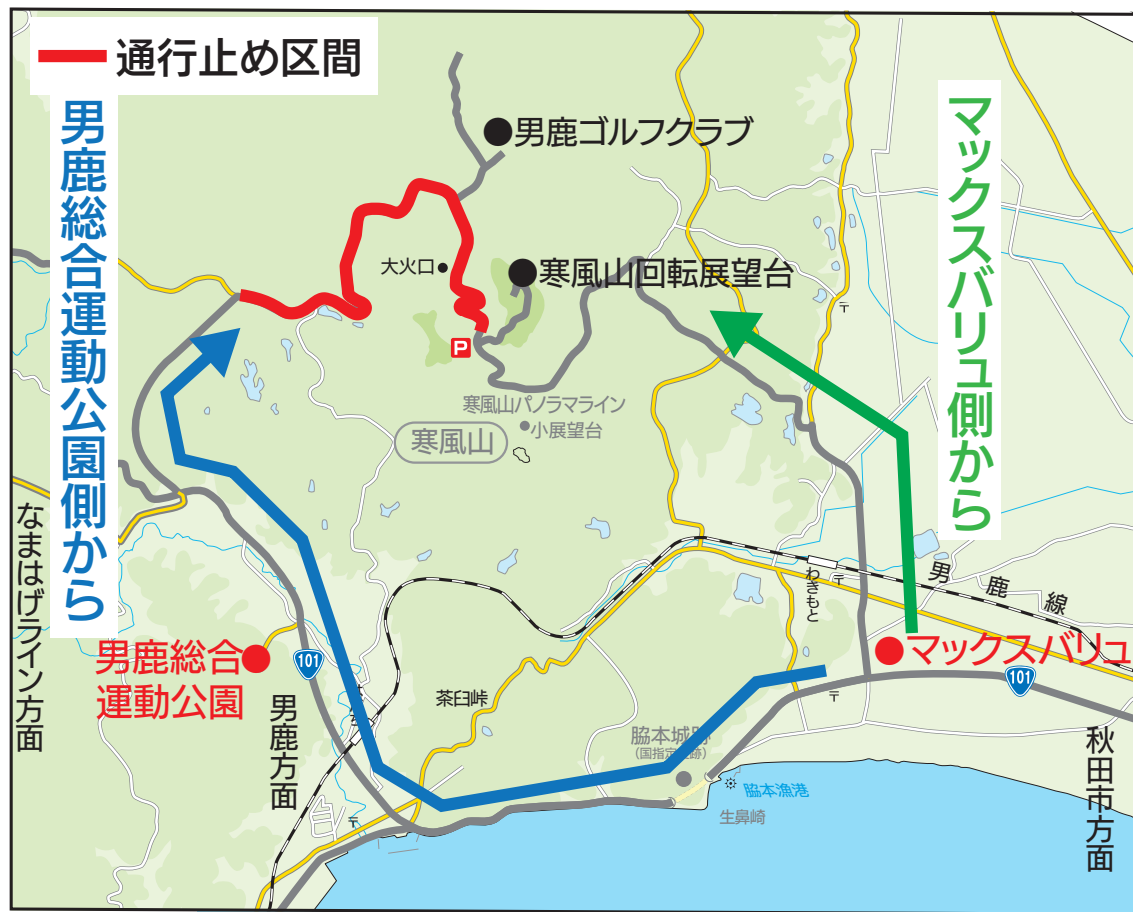 通行止め区間
男鹿総合運動公園側から
マックスバリュ側から
男鹿ゴルフクラブ
大火口
寒風山回転展望台
〒
P
寒風山パノラマライン
小展望台
寒風山
なまはげライン方面
わきもと
〒
男鹿線
男鹿総合
運動公園
101
マックスバリュ
101
男鹿方面
茶臼峠
〒
脇本城跡
秋田市方面
脇本漁港
生鼻崎
〒